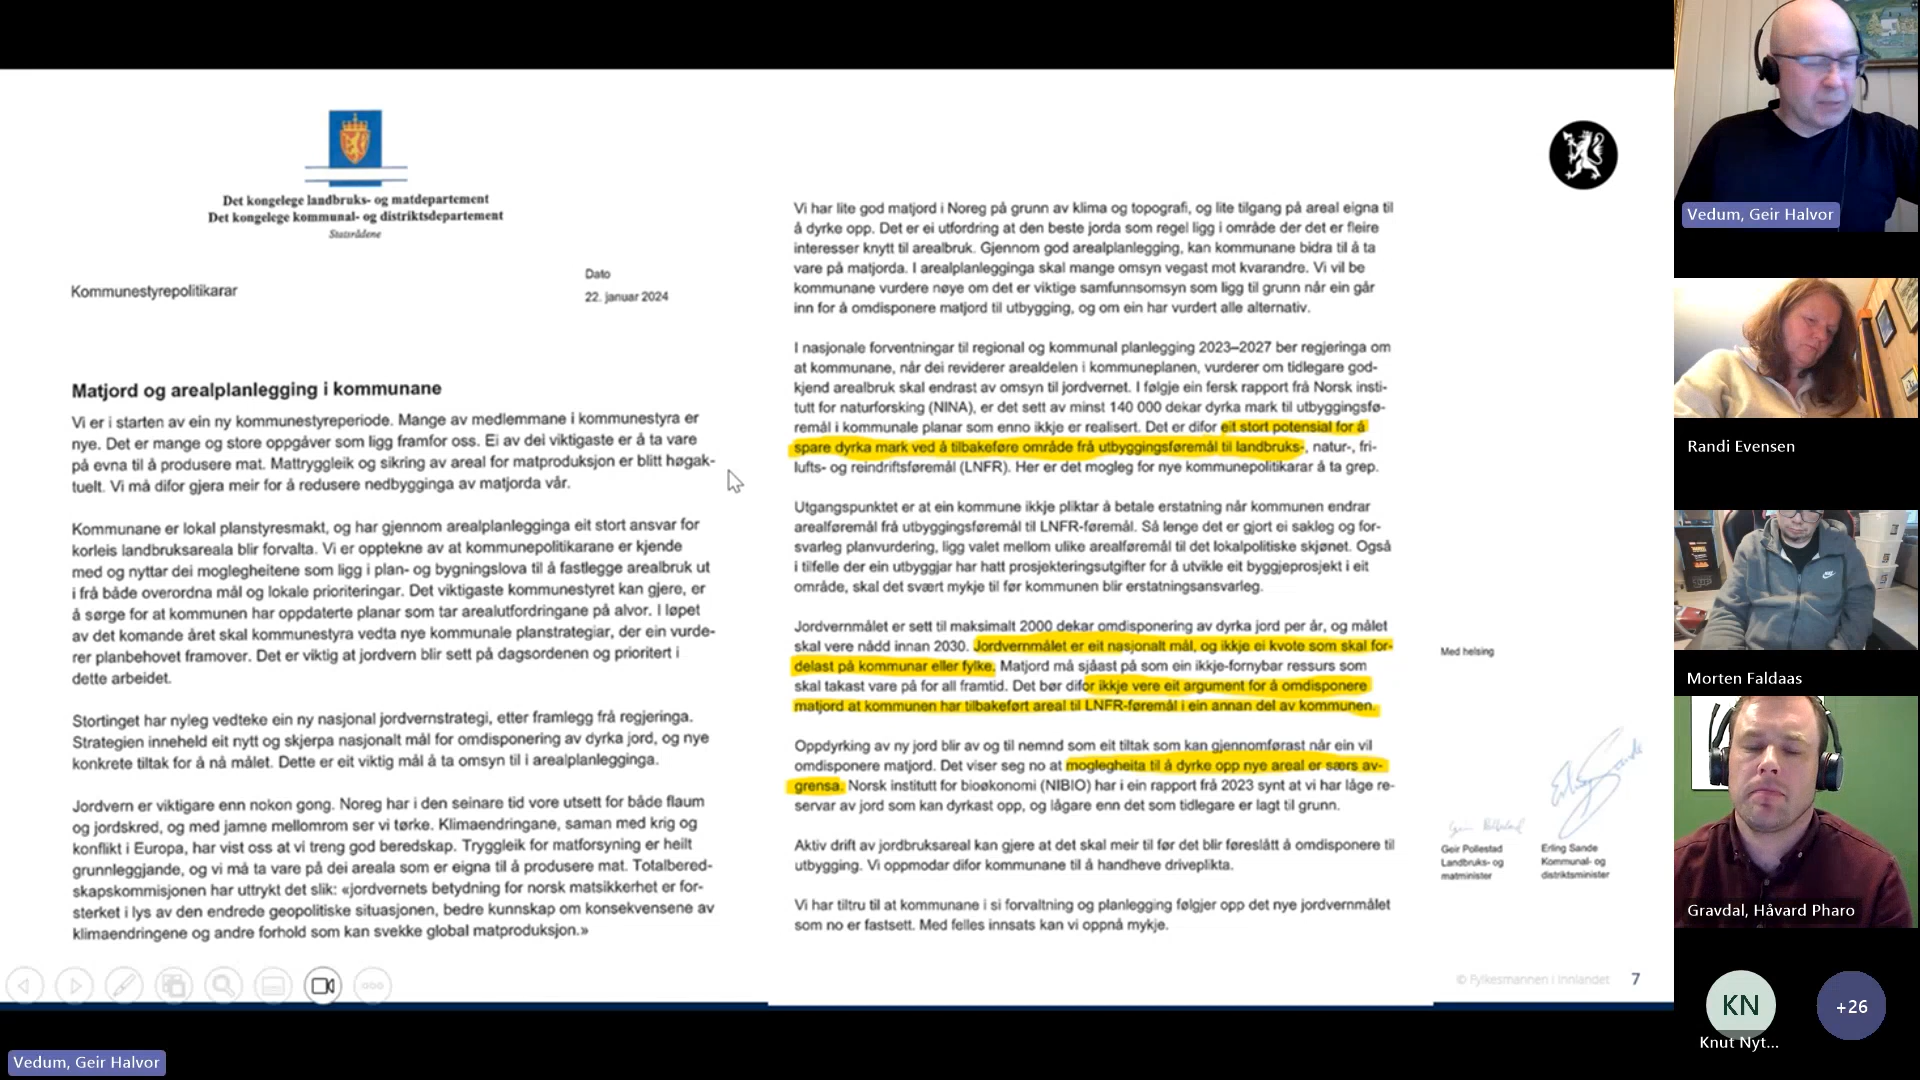 Det kongelege landbruks- og matdepartement
Det kongelege kommunal- og distriktsdepartement
Statsrådene
Kommunestyrepolitikarar
Dato
22. januar 2024
Matjord og arealplanlegging i kommunane
Vi er i starten av ein ny kommunestyreperiode. Mange av medlemmane i kommunestyra er
nye. Det er mange og store oppgåver som ligg framfor oss. Ei av dei viktigaste er å ta vare
på evna til å produsere mat. Mattryggleik og sikring av areal for matproduksjon er blitt høgak-
tuelt. Vi må difor gjera meir for å redusere nedbygginga av matjorda vår.
Kommunane er lokal planstyresmakt, og har gjennom arealplanlegginga eit stort ansvar for
korleis landbruksareala blir forvalta. Vi er opptekne av at kommunepolitikarane er kjende
med og nyttar dei moglegheitene som ligg i plan- og bygningslova til å fastlegge arealbruk ut
i frå både overordna mål og lokale prioriteringar. Det viktigaste kommunestyret kan gjere, er
å sørge for at kommunen har oppdaterte planar som tar arealutfordringane på alvor. I løpet
av det komande året skal kommunestyra vedta nye kommunale planstrategiar, der ein vurde-
rer planbehovet framover. Det er viktig at jordvern blir sett på dagsordenen og prioritert i
dette arbeidet.
Stortinget har nyleg vedteke ein ny nasjonal jordvernstrategi, etter framlegg frå regjeringa.
Strategien inneheld eit nytt og skjerpa nasjonalt mål for omdisponering av dyrka jord, og nye
konkrete tiltak for å nå målet. Dette er eit viktig mål å ta omsyn til i arealplanlegginga.
Jordvern er viktigare enn nokon gong. Noreg har i den seinare tid vore utsett for både flaum
og jordskred, og med jamne mellomrom ser vi tørke. Klimaendringane, saman med krig og
konflikt i Europa, har vist oss at vi treng god beredskap. Tryggleik for matforsyning er heilt
grunnleggjande, og vi må ta vare på dei areala som er eigna til å produsere mat. Totalbered-
skapskommisjonen har uttrykt det slik: «jordvernets betydning for norsk matsikkerhet er for-
sterket i lys av den endrede geopolitiske situasjonen, bedre kunnskap om konsekvensene av
klimaendringene og andre forhold som kan svekke global matproduksjon.»
Vi har lite god matjord i Noreg på grunn av klima og topografi, og lite tilgang på areal eigna til
å dyrke opp. Det er ei utfordring at den beste jorda som regel ligg i område der det er fleire
interesser knytt til arealbruk. Gjennom god arealplanlegging, kan kommunane bidra til å ta
vare på matjorda. I arealplanlegginga skal mange omsyn vegast mot kvarandre. Vi vil be
kommunane vurdere nøye om det er viktige samfunnsomsyn som ligg til grunn når ein går
inn for å omdisponere matjord til utbygging, og om ein har vurdert alle alternativ.
I nasjonale forventningar til regional og kommunal planlegging 2023–2027 ber regjeringa om
at kommunane, når dei reviderer arealdelen i kommuneplanen, vurderer om tidlegare god-
kjend arealbruk skal endrast av omsyn til jordvernet. I følgje ein fersk rapport frå Norsk insti-
tutt for naturforsking (NINA), er det sett av minst 140 000 dekar dyrka mark til utbyggingsfø-
remål i kommunale planar som enno ikkje er realisert. Det er difor eit stort potensial for å
spare dyrka mark ved å tilbakeføre område frå utbyggingsføremål til landbruks-, natur-, fri-
lufts- og reindriftsføremål (LNFR). Her er det mogleg for nye kommunepolitikarar å ta grep.
Utgangspunktet er at ein kommune ikkje pliktar å betale erstatning når kommunen endrar
arealføremål frå utbyggingsføremål til LNFR-føremål. Så lenge det er gjort ei sakleg og for-
svarleg planvurdering, ligg valet mellom ulike arealføremål til det lokalpolitiske skjønet. Også
i tilfelle der ein utbyggjar har hatt prosjekteringsutgifter for å utvikle eit byggjeprosjekt i eit
område, skal det svært mykje til før kommunen blir erstatningsansvarleg.
Jordvernmålet er sett til maksimalt 2000 dekar omdisponering av dyrka jord per år, og målet
skal vere nådd innan 2030. Jordvernmålet er eit nasjonalt mål, og ikkje ei kvote som skal for-
delast på kommunar eller fylke. Matjord må sjåast på som ein ikkje-fornybar ressurs som
skal takast vare på for all framtid. Det bør difor ikkje vere eit argument for å omdisponere
matjord at kommunen har tilbakeført areal til LNFR-føremål i ein annan del av kommunen.
Oppdyrking av ny jord blir av og til nemnd som eit tiltak som kan gjennomførast når ein vil
omdisponere matjord. Det viser seg no at moglegheita til å dyrke opp nye areal er særs av-
grensa. Norsk institutt for bioøkonomi (NIBIO) har i ein rapport frå 2023 synt at vi har låge re-
servar av jord som kan dyrkast opp, og lågare enn det som tidlegare er lagt til grunn.
Aktiv drift av jordbruksareal kan gjere at det skal meir til før det blir føreslått å omdisponere til
utbygging. Vi oppmodar difor kommunane til å handheve driveplikta.
Vi har tiltru til at kommunane i si forvaltning og planlegging følgjer opp det nye jordvernmålet
som no er fastsett. Med felles innsats kan vi oppnå mykje.
Med helsing
Geir Pollestad
Landbruks- og
matminister
Erling Sande
Kommunal- og
distriktsminister
© Fylkesmannen i Innlandet
7
Vedum, Geir Halvor
Randi Evensen
Morten Faldaas
Gravdal, Håvard Pharo
KN
Knut Nyt...
+26
Vedum, Geir Halvor